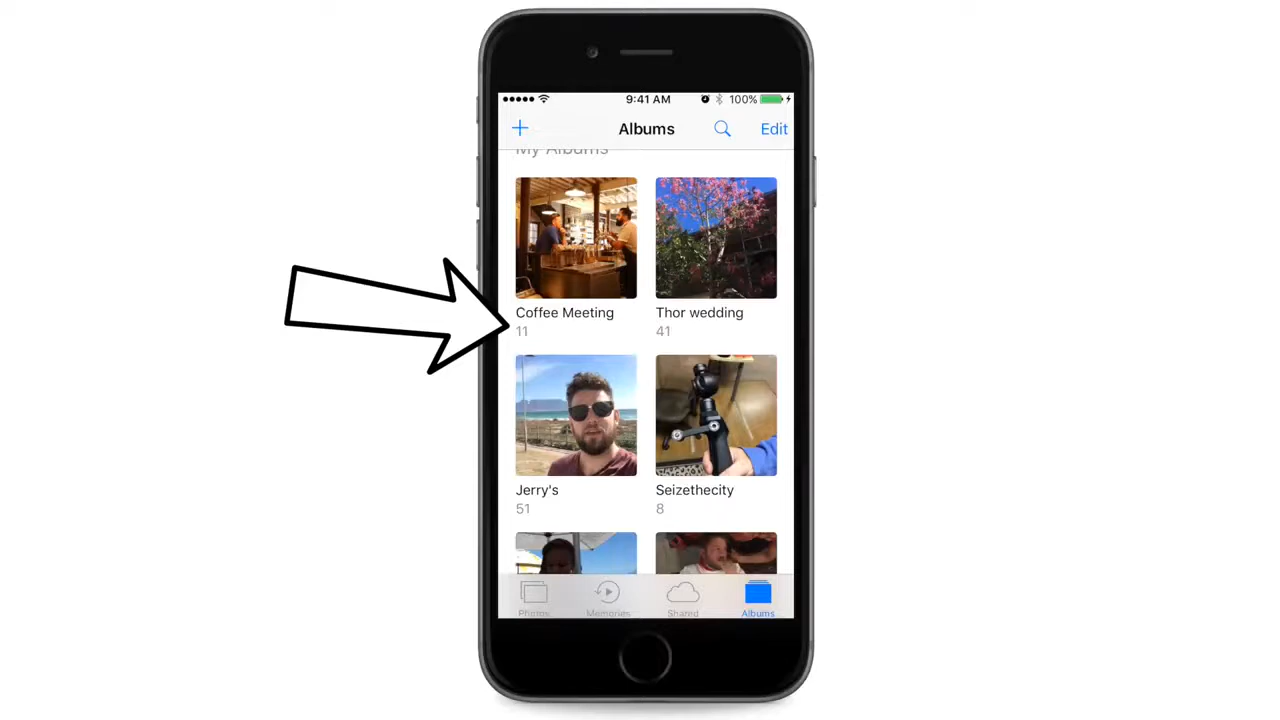 9:41 AM 100%
Albums Edit
My Albums
Coffee Meeting Thor wedding
11 41
Jerry's Seizethecity
51 8
Photos Memories Shared Albums